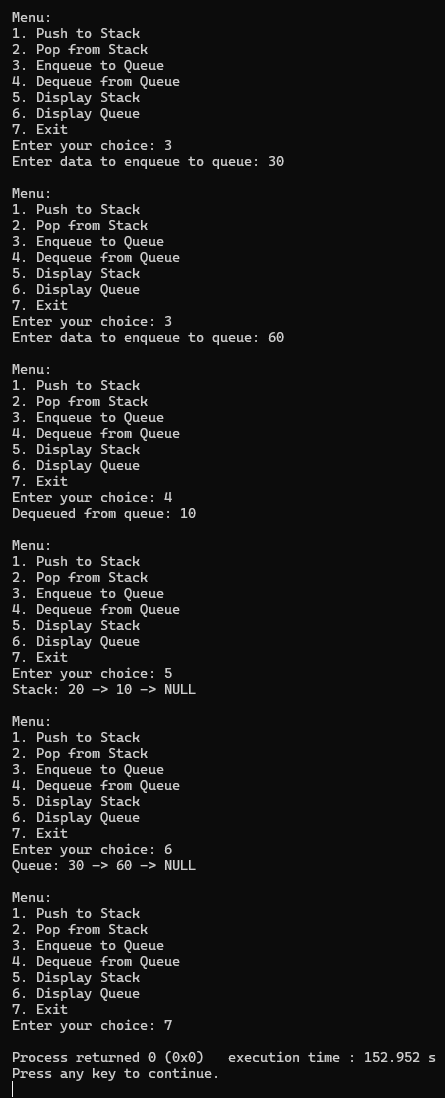 Menu:
1. Push to Stack
2. Pop from Stack
3. Enqueue to Queue
4. Dequeue from Queue
5. Display Stack
6. Display Queue
7. Exit
Enter your choice: 3
Enter data to enqueue to queue: 30

Menu:
1. Push to Stack
2. Pop from Stack
3. Enqueue to Queue
4. Dequeue from Queue
5. Display Stack
6. Display Queue
7. Exit
Enter your choice: 3
Enter data to enqueue to queue: 60

Menu:
1. Push to Stack
2. Pop from Stack
3. Enqueue to Queue
4. Dequeue from Queue
5. Display Stack
6. Display Queue
7. Exit
Enter your choice: 4
Dequeued from queue: 10

Menu:
1. Push to Stack
2. Pop from Stack
3. Enqueue to Queue
4. Dequeue from Queue
5. Display Stack
6. Display Queue
7. Exit
Enter your choice: 5
Stack: 20 -> 10 -> NULL

Menu:
1. Push to Stack
2. Pop from Stack
3. Enqueue to Queue
4. Dequeue from Queue
5. Display Stack
6. Display Queue
7. Exit
Enter your choice: 6
Queue: 30 -> 60 -> NULL

Menu:
1. Push to Stack
2. Pop from Stack
3. Enqueue to Queue
4. Dequeue from Queue
5. Display Stack
6. Display Queue
7. Exit
Enter your choice: 7

Process returned 0 (0x0)   execution time : 152.952 s
Press any key to continue.